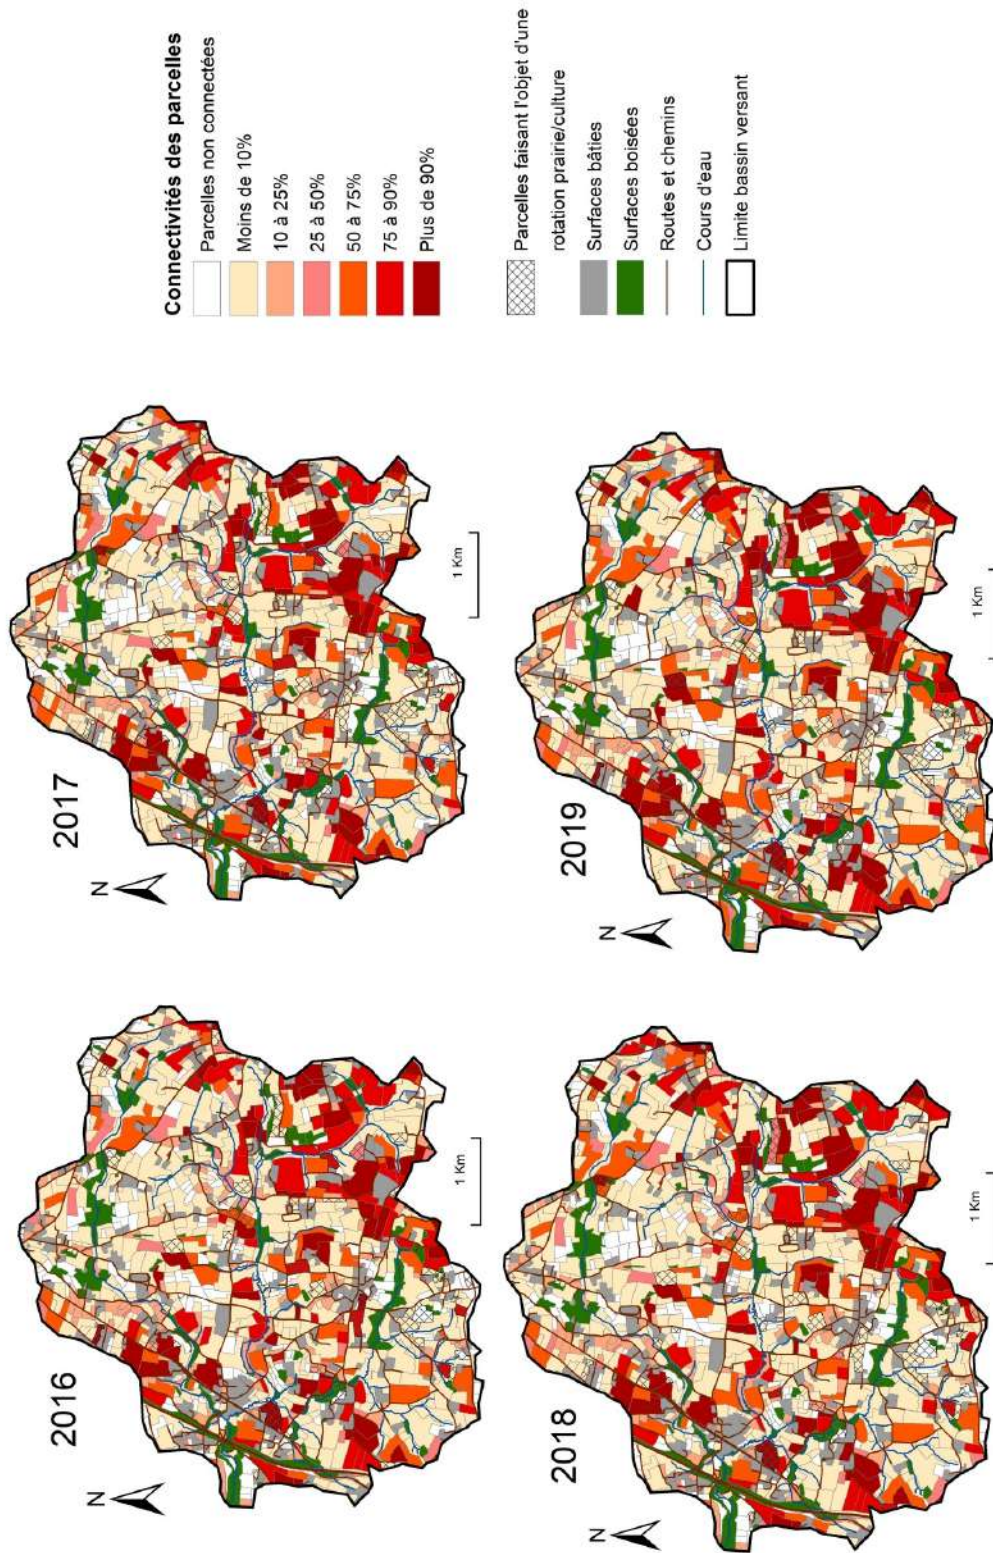 2016
N
1 Km
2017
N
1 Km
2018
N
1 Km
2019
N
1 Km
Connectivités des parcelles
Parcelles non connectées
Moins de 10%
10 à 25%
25 à 50%
50 à 75%
75 à 90%
Plus de 90%
Parcelles faisant l'objet d'une
rotation prairie/culture
Surfaces bâties
Surfaces boisées
Routes et chemins
Cours d'eau
Limite bassin versant